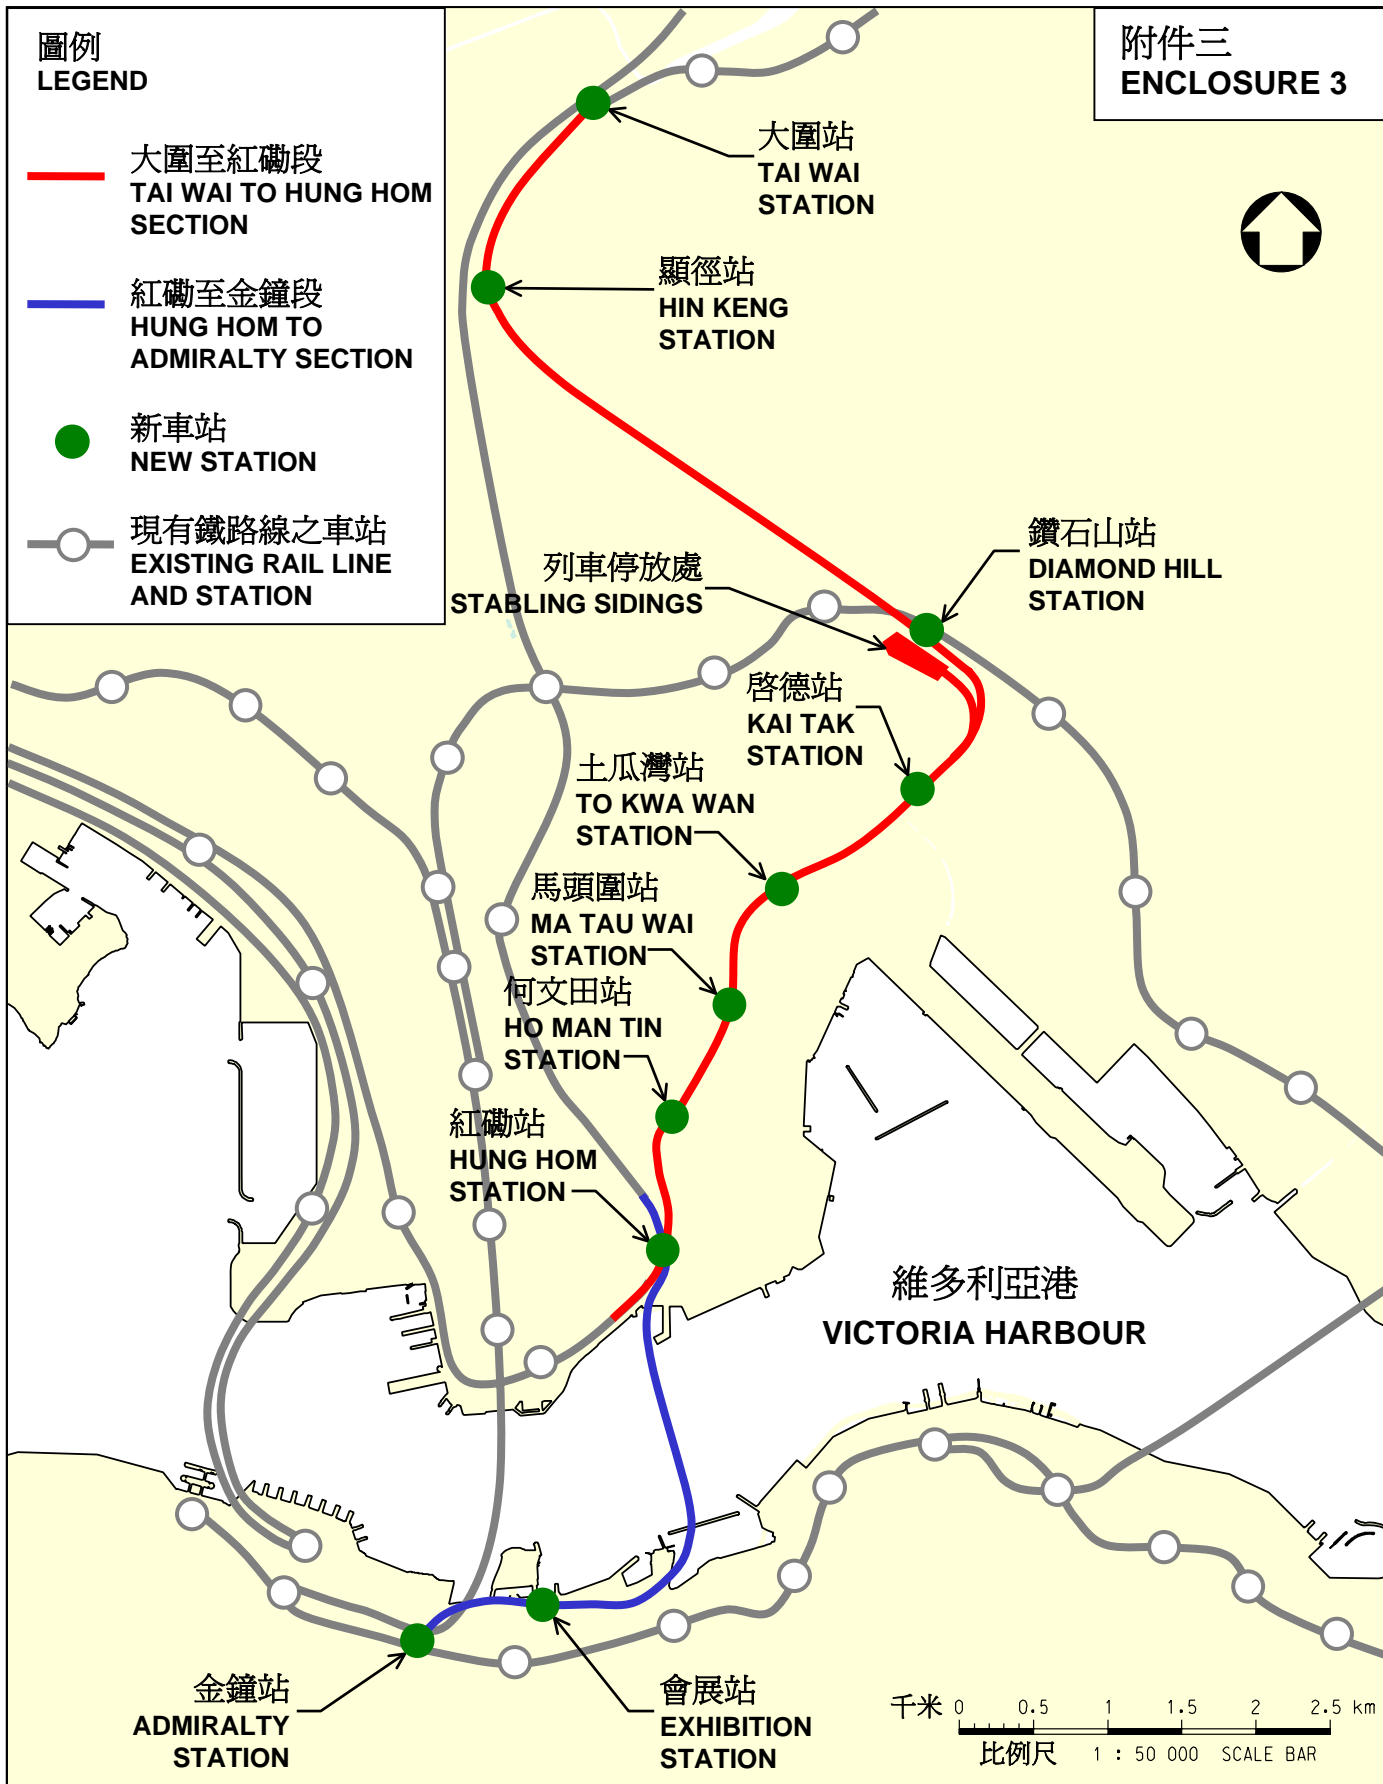 圖例
LEGEND
大圍至紅磡段
TAI WAI TO HUNG HOM
SECTION
紅磡至金鐘段
HUNG HOM TO
ADMIRALTY SECTION
新車站
NEW STATION
現有鐵路線之車站
EXISTING RAIL LINE
AND STATION
附件三
ENCLOSURE 3
大圍站
TAI WAI
STATION
顯徑站
HIN KENG
STATION
鑽石山站
DIAMOND HILL
STATION
列車停放處
STABLING SIDINGS
啓德站
KAI TAK
STATION
土瓜灣站
TO KWA WAN
STATION
馬頭圍站
MA TAU WAI
STATION
何文田站
HO MAN TIN
STATION
紅磡站
HUNG HOM
STATION
維多利亞港
VICTORIA HARBOUR
金鐘站
ADMIRALTY
STATION
會展站
EXHIBITION
STATION
千米 0 0.5 1 1.5 2 2.5 km
比例尺 1 : 50 000 SCALE BAR